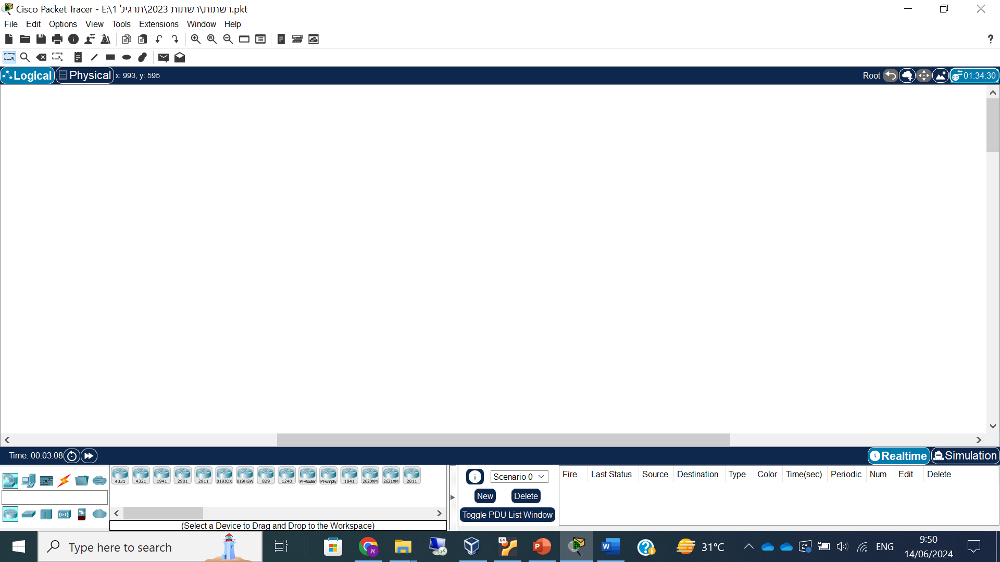 Cisco Packet Tracer - E:\1 תרגיל\2023 רשתות\רשתות.pkt
File Edit Options View Tools Extensions Window Help
?
Logical Physical x: 993, y: 595 Root 01:34:30
Time: 00:03:08 Realtime Simulation
4331 4321 1941 2901 2911 819IOX 819HGW 829 1240 PT-Router PT-Empty 1841 2620XM 2621XM 2811
(Select a Device to Drag and Drop to the Workspace)
Scenario 0
New Delete
Toggle PDU List Window
Fire Last Status Source Destination Type Color Time(sec) Periodic Num Edit Delete
Type here to search
א
64
P
W
31°C
ENG
9:50
14/06/2024